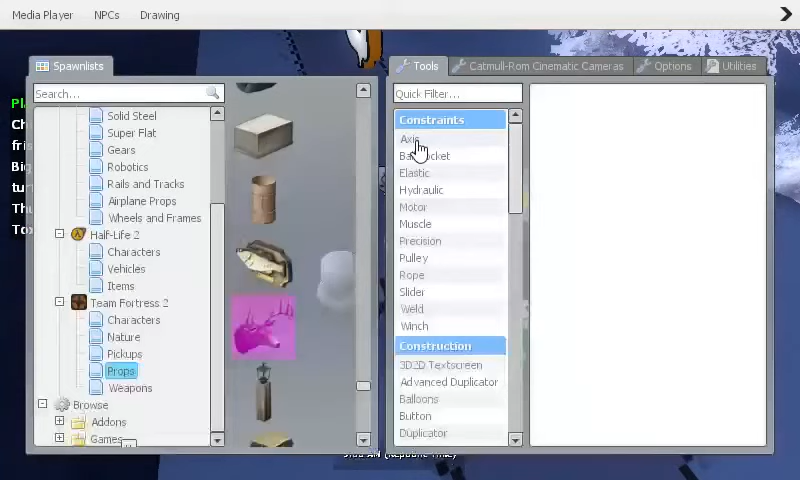 Media Player
NPCs
Drawing
Spawnlists
Search...
Solid Steel
Super Flat
Gears
Robotics
Rails and Tracks
Airplane Props
Wheels and Frames
Half-Life 2
Characters
Vehicles
Items
Team Fortress 2
Characters
Nature
Pickups
Props
Weapons
Browse
Addons
Games
Tools
Catmull-Rom Cinematic Cameras
Options
Utilities
Quick Filter...
Constraints
Axis
Elastic
Hydraulic
Motor
Muscle
Precision
Pulley
Rope
Slider
Weld
Winch
Construction
3D2D Textscreen
Advanced Duplicator
Balloons
Button
Duplicator